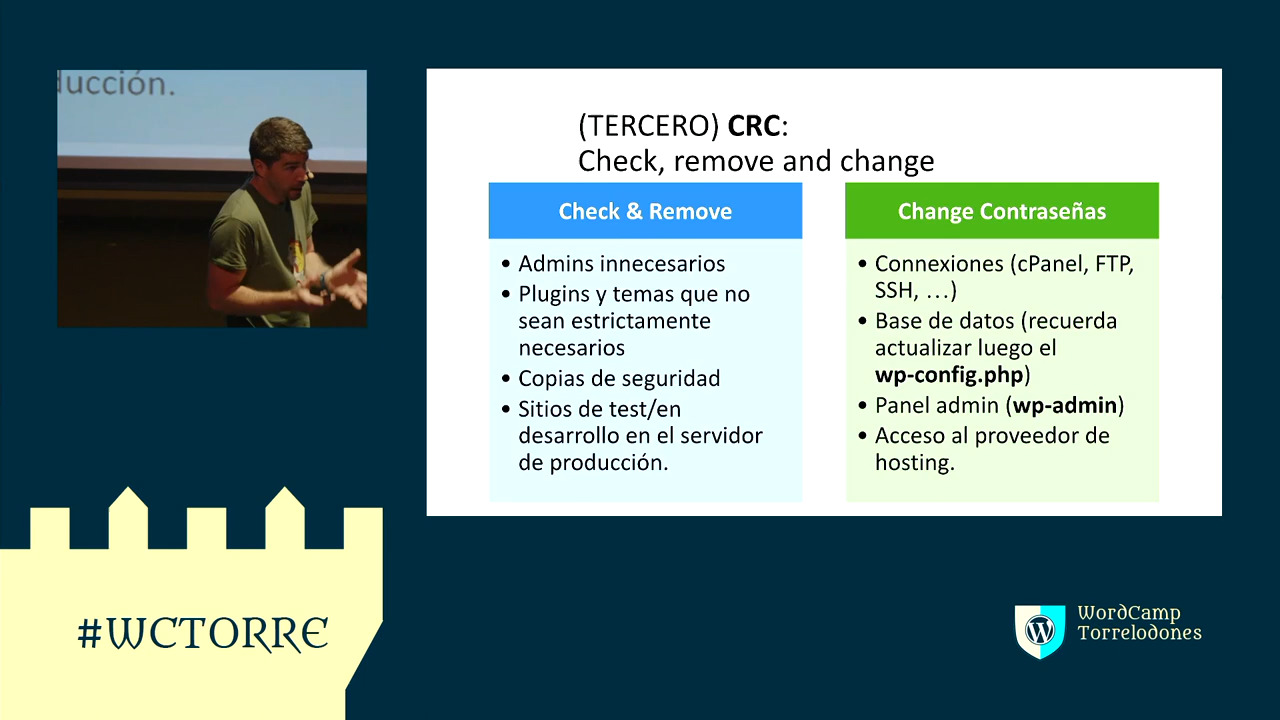 ducción.
(TERCERO) CRC:
Check, remove and change
Check & Remove
• Admins innecesarios
• Plugins y temas que no
sean estrictamente
necesarios
• Copias de seguridad
• Sitios de test/en
desarrollo en el servidor
de producción.
Change Contraseñas
• Connexiones (cPanel, FTP,
SSH, ...)
• Base de datos (recuerda
actualizar luego el
wp-config.php)
• Panel admin (wp-admin)
• Acceso al proveedor de
hosting.
#WCTORRE
WordCamp
Torrelodones